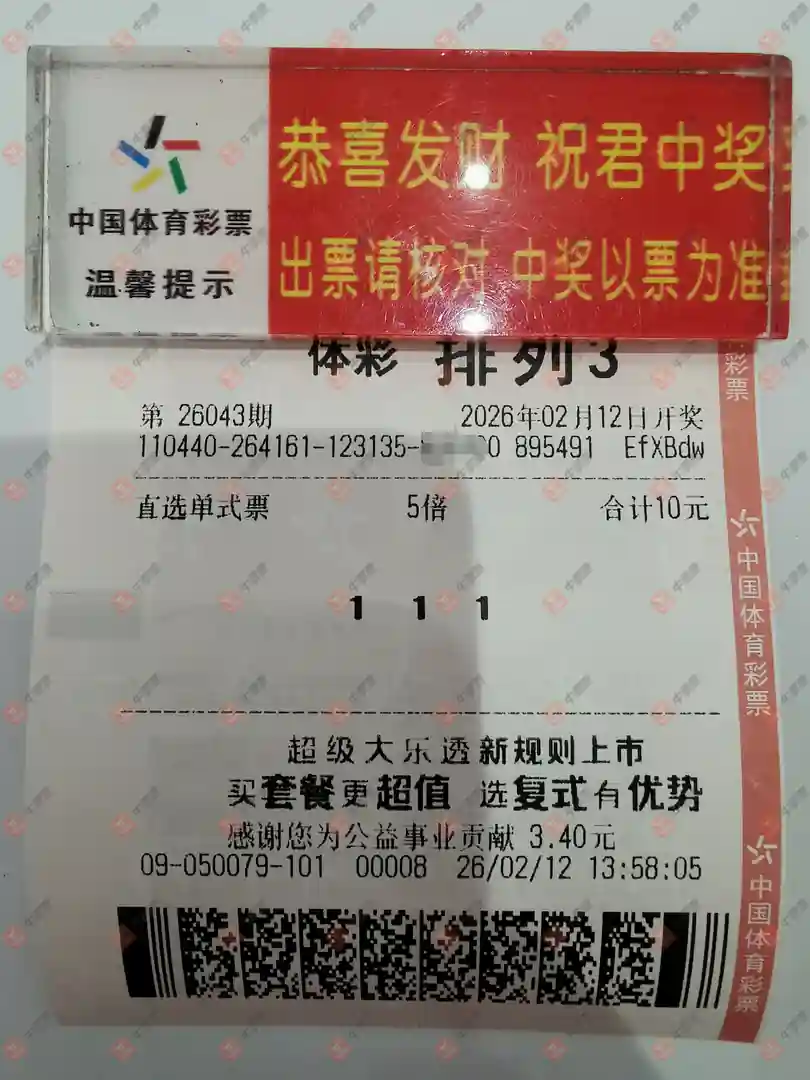 恭喜发财 祝君中奖
中国体育彩票
出票请核对 中奖以票为准
温馨提示
体彩 排列3
彩票
第 26043期 2026年02月12日开奖
110440-264161-123135- 0 895491 EfXBdw
直选单式票 5倍 合计10元
中国体育彩票
1 1 1
超级大乐透新规则上市
买套餐更超值 选复式有优势
感谢您为公益事业贡献 3.40元
09-050079-101 00008 26/02/12 13:58:05
中国体育彩票